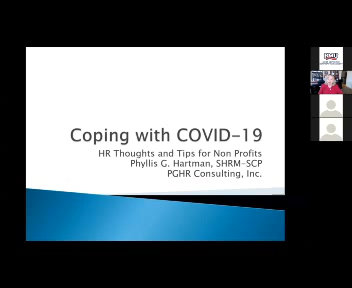 Coping with COVID-19
HR Thoughts and Tips for Non Profits
Phyllis G. Hartman, SHRM-SCP
PGHR Consulting, Inc.